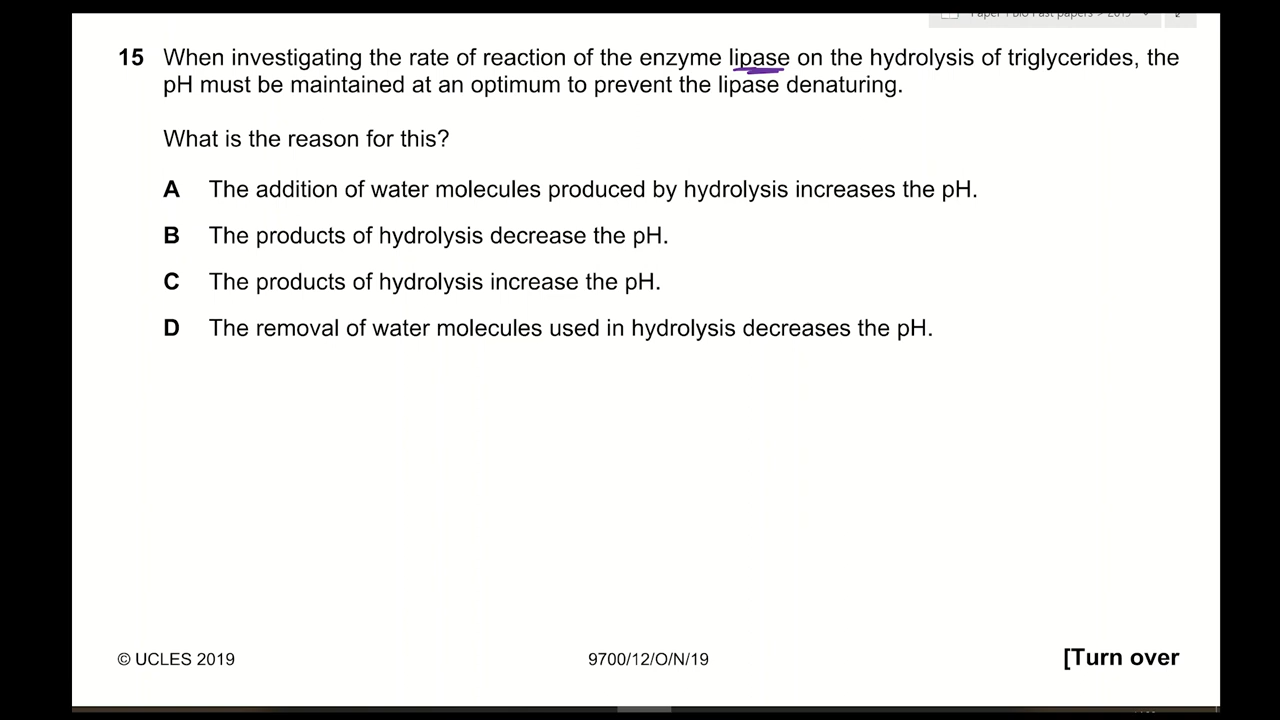 15 When investigating the rate of reaction of the enzyme lipase on the hydrolysis of triglycerides, the
pH must be maintained at an optimum to prevent the lipase denaturing.
What is the reason for this?
A The addition of water molecules produced by hydrolysis increases the pH.
B The products of hydrolysis decrease the pH.
C The products of hydrolysis increase the pH.
D The removal of water molecules used in hydrolysis decreases the pH.
© UCLES 2019 9700/12/O/N/19 [Turn over